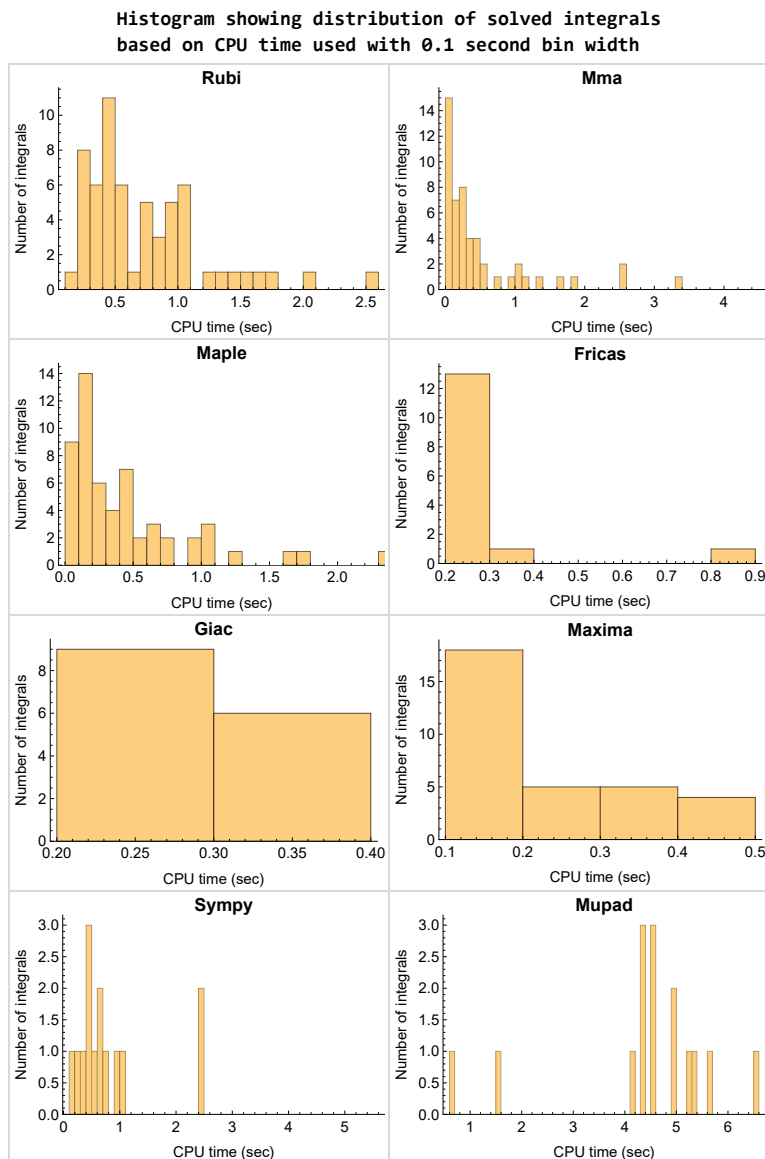 Histogram showing distribution of solved integrals
based on CPU time used with 0.1 second bin width
Rubi
Number of integrals
10
8
6
4
2
0
0.5 1.0 1.5 2.0 2.5
CPU time (sec)
Mma
Number of integrals
14
12
10
8
6
4
2
0
0 1 2 3 4
CPU time (sec)
Maple
Number of integrals
14
12
10
8
6
4
2
0
0.0 0.5 1.0 1.5 2.0
CPU time (sec)
Fricas
Number of integrals
12
10
8
6
4
2
0
0.2 0.3 0.4 0.5 0.6 0.7 0.8 0.9
CPU time (sec)
Giac
Number of integrals
8
6
4
2
0
0.20 0.25 0.30 0.35 0.40
CPU time (sec)
Maxima
Number of integrals
15
10
5
0
0.1 0.2 0.3 0.4 0.5
CPU time (sec)
Sympy
Number of integrals
3.0
2.5
2.0
1.5
1.0
0.5
0.0
0 1 2 3 4 5
CPU time (sec)
Mupad
Number of integrals
3.0
2.5
2.0
1.5
1.0
0.5
0.0
1 2 3 4 5 6
CPU time (sec)